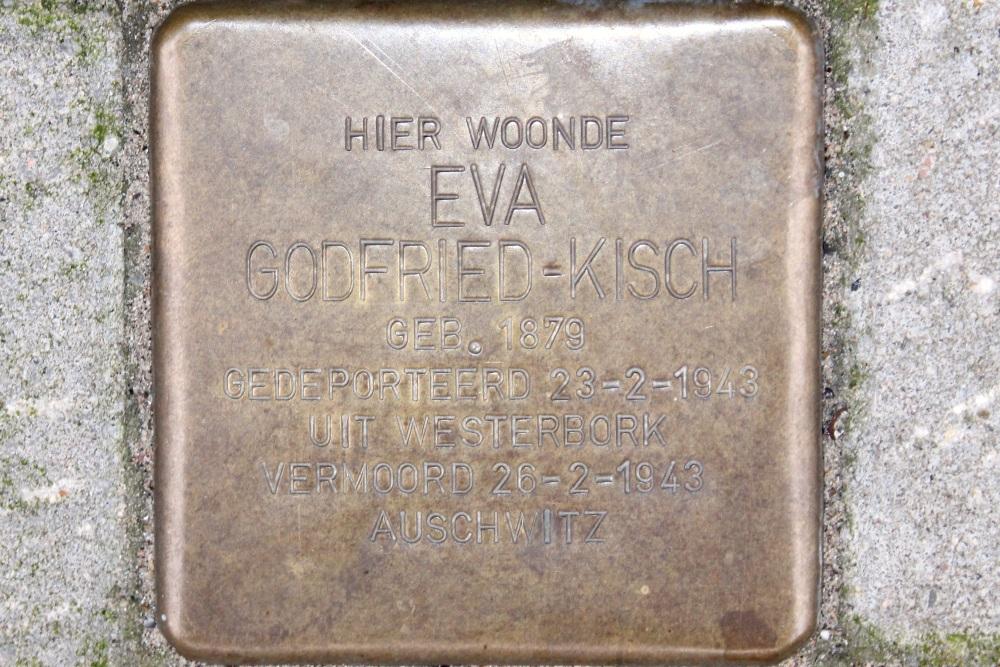 HIER WOONDE
EVA
GODFRIED-KISCH
GEB. 1879
GEDEPORTEERD 23-2-1943
UIT WESTERBORK
VERMOORD 26-2-1943
AUSCHWITZ